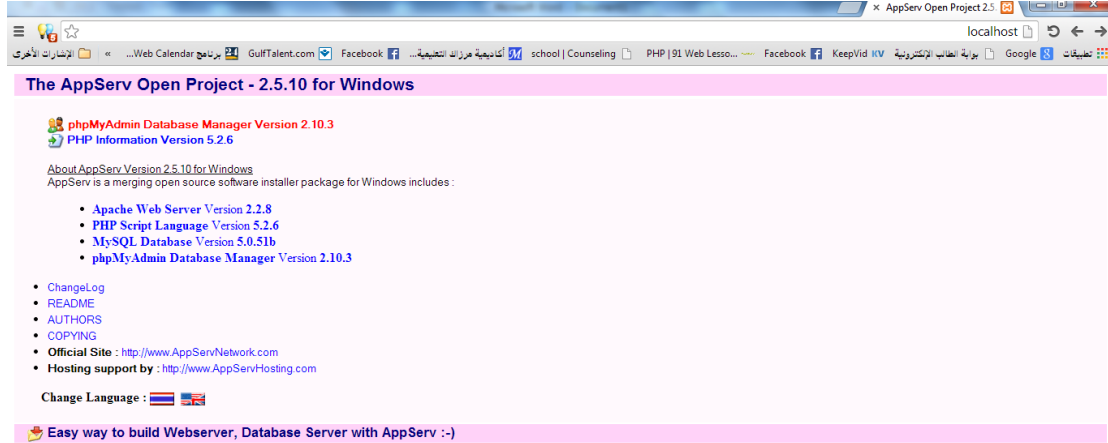 AppServ Open Project 2.5.
localhost
تطبيقات Google بوابة الطالب الإلكترونية KeepVid Facebook PHP | 91 Web Lesso... school | Counseling أكاديمية مرزاك التعليمية... Facebook GulfTalent.com برنامج Web Calendar... » الإشارات الأخرى
The AppServ Open Project - 2.5.10 for Windows
phpMyAdmin Database Manager Version 2.10.3
PHP Information Version 5.2.6
About AppServ Version 2.5.10 for Windows
AppServ is a merging open source software installer package for Windows includes :
• Apache Web Server Version 2.2.8
• PHP Script Language Version 5.2.6
• MySQL Database Version 5.0.51b
• phpMyAdmin Database Manager Version 2.10.3
• ChangeLog
• README
• AUTHORS
• COPYING
• Official Site : http://www.AppServNetwork.com
• Hosting support by : http://www.AppServHosting.com
Change Language :
Easy way to build Webserver, Database Server with AppServ :-)